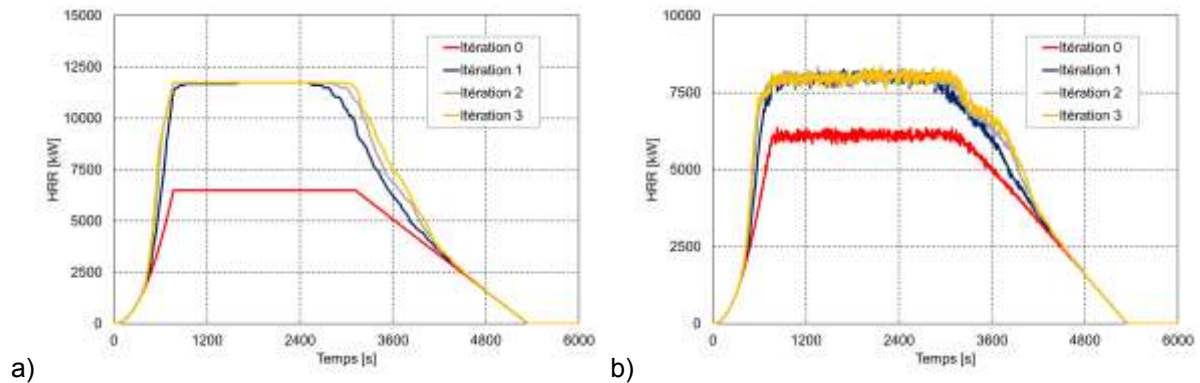 a)
HRR [kW]
15000
12500
10000
7500
5000
2500
0
0 1200 2400 3600 4800 6000
Temps [s]
Itération 0
Itération 1
Itération 2
Itération 3
b)
HRR [kW]
10000
7500
5000
2500
0
0 1200 2400 3600 4800 6000
Temps [s]
Itération 0
Itération 1
Itération 2
Itération 3